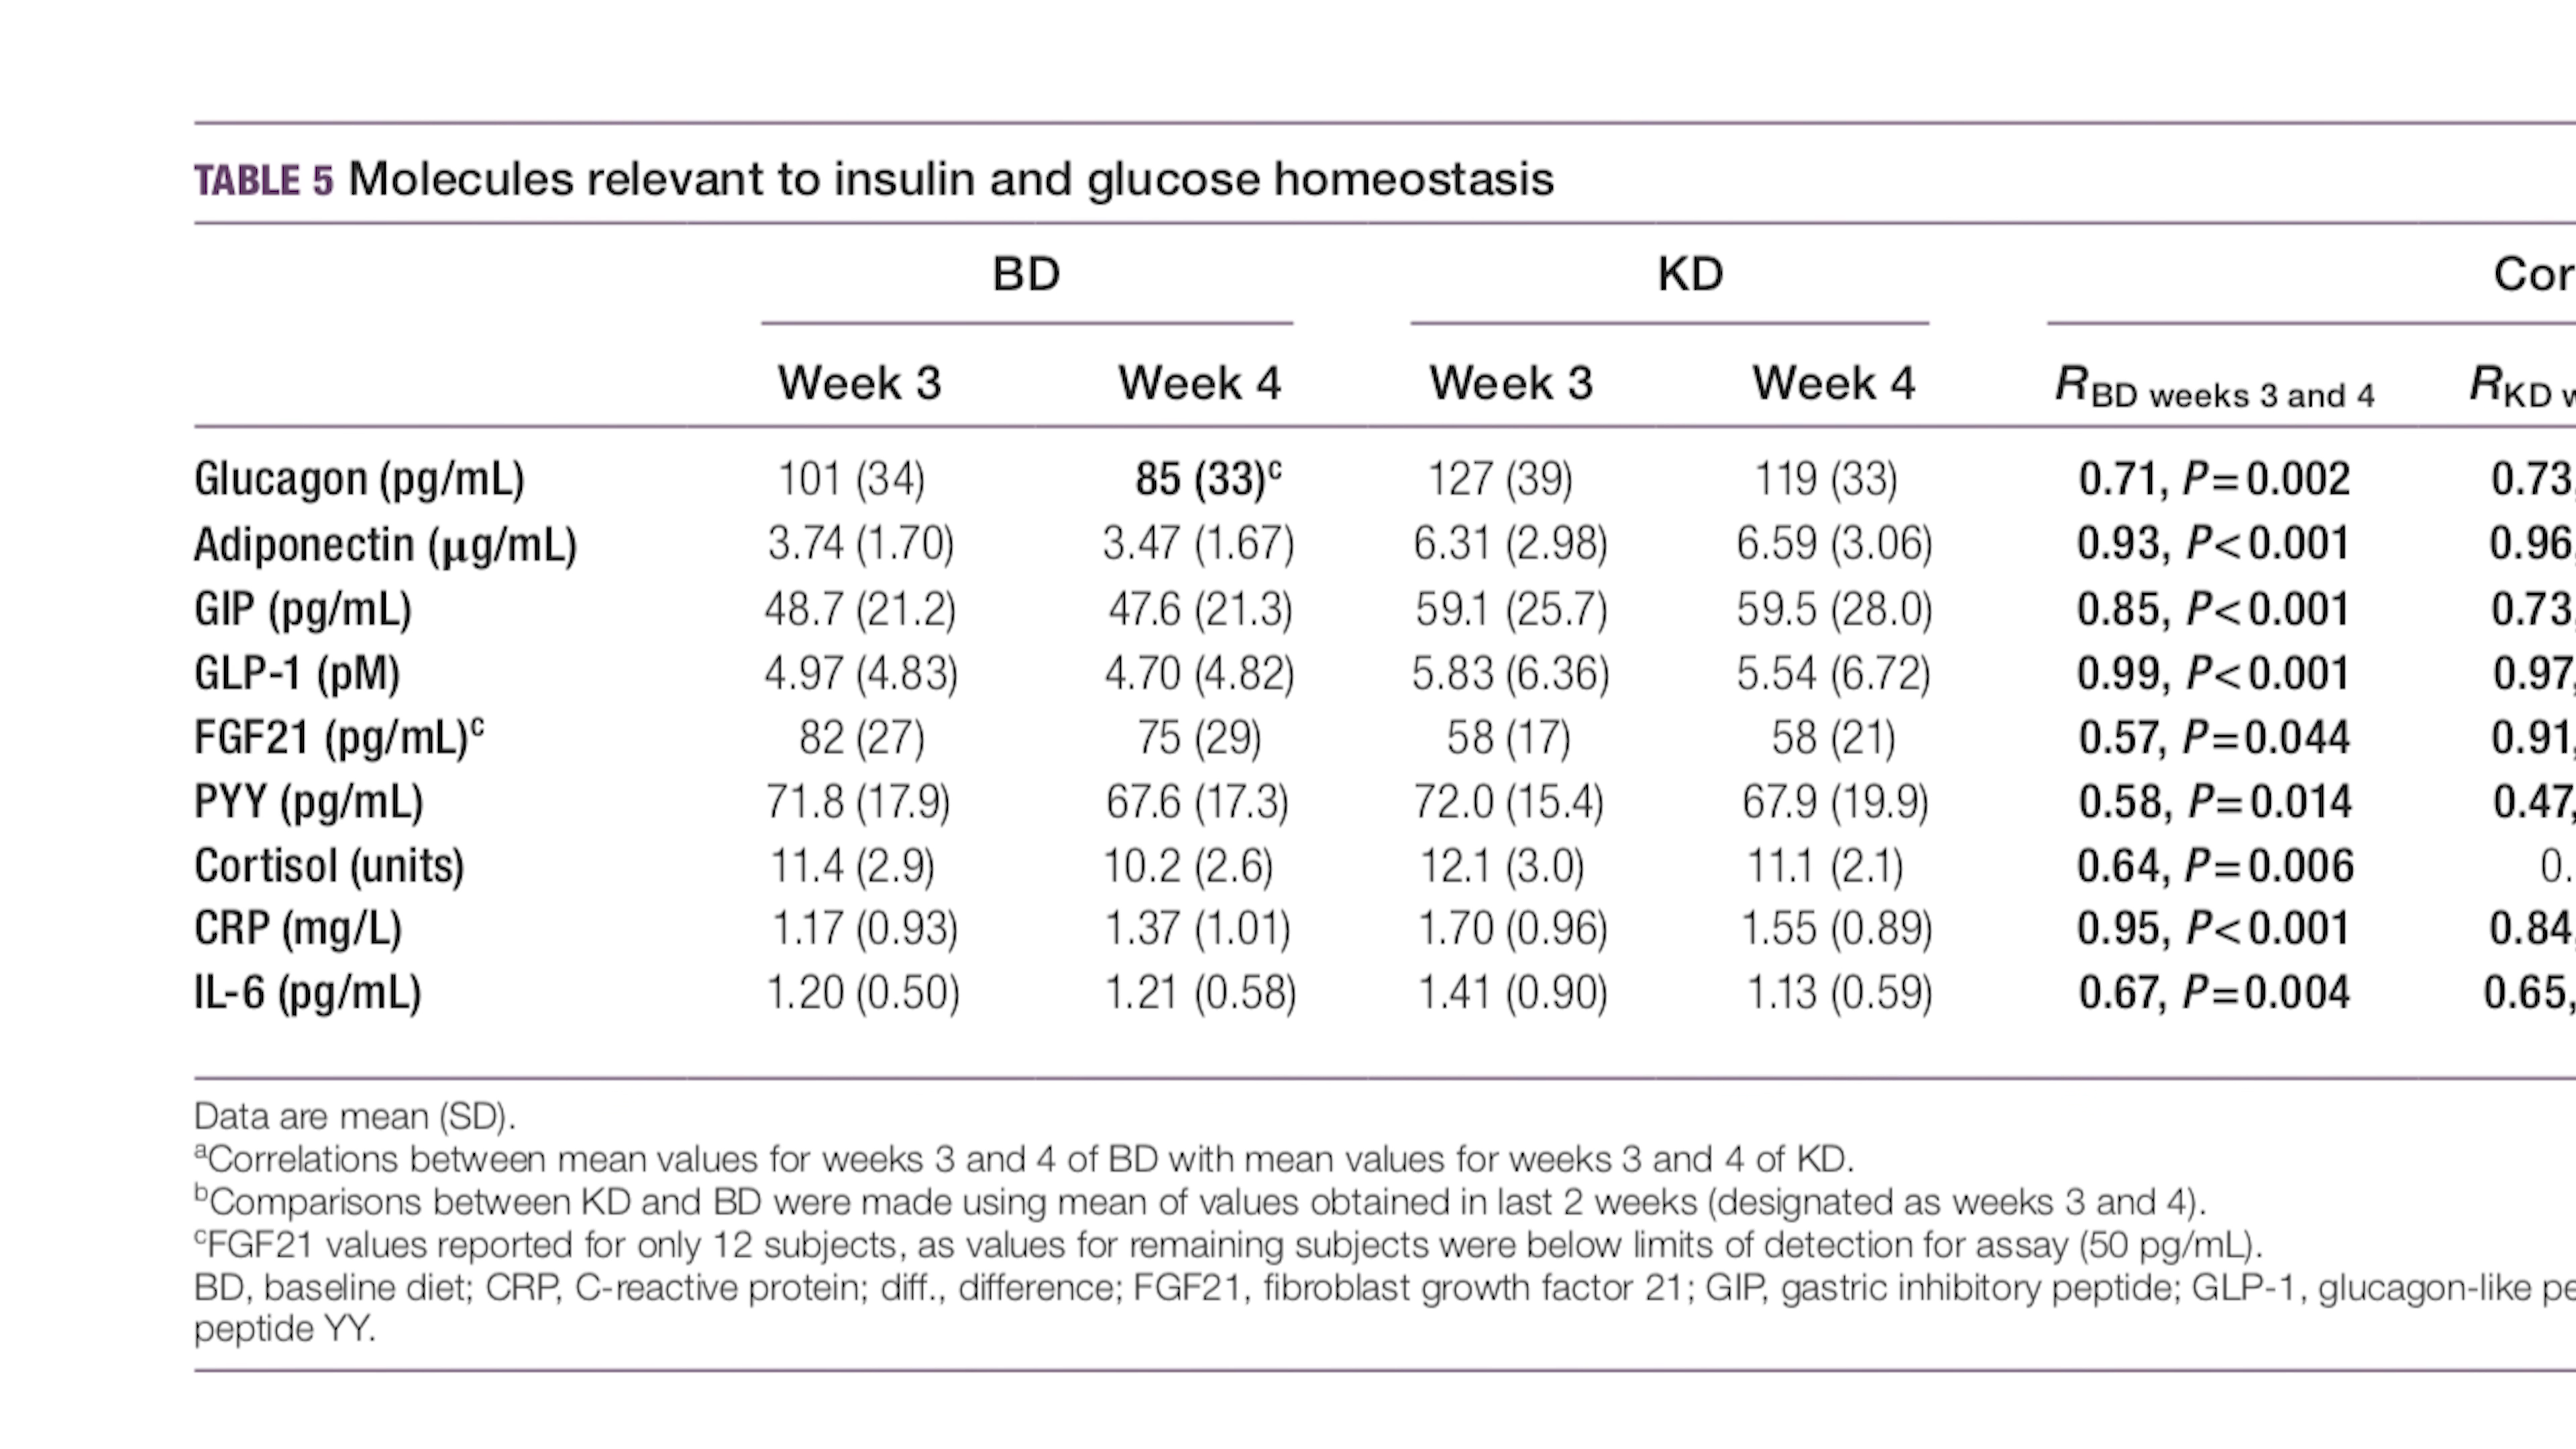 TABLE 5 Molecules relevant to insulin and glucose homeostasis
BD KD
Week 3 Week 4 Week 3 Week 4 R BD weeks 3 and 4 R KD
Glucagon (pg/mL) 101 (34) 85 (33)ᶜ 127 (39) 119 (33) 0.71, P=0.002 0.73,
Adiponectin (µg/mL) 3.74 (1.70) 3.47 (1.67) 6.31 (2.98) 6.59 (3.06) 0.93, P<0.001 0.96,
GIP (pg/mL) 48.7 (21.2) 47.6 (21.3) 59.1 (25.7) 59.5 (28.0) 0.85, P<0.001 0.73,
GLP-1 (pM) 4.97 (4.83) 4.70 (4.82) 5.83 (6.36) 5.54 (6.72) 0.99, P<0.001 0.97,
FGF21 (pg/mL)ᶜ 82 (27) 75 (29) 58 (17) 58 (21) 0.57, P=0.044 0.91,
PYY (pg/mL) 71.8 (17.9) 67.6 (17.3) 72.0 (15.4) 67.9 (19.9) 0.58, P=0.014 0.47,
Cortisol (units) 11.4 (2.9) 10.2 (2.6) 12.1 (3.0) 11.1 (2.1) 0.64, P=0.006 0.
CRP (mg/L) 1.17 (0.93) 1.37 (1.01) 1.70 (0.96) 1.55 (0.89) 0.95, P<0.001 0.84,
IL-6 (pg/mL) 1.20 (0.50) 1.21 (0.58) 1.41 (0.90) 1.13 (0.59) 0.67, P=0.004 0.65,
Data are mean (SD).
ᵃCorrelations between mean values for weeks 3 and 4 of BD with mean values for weeks 3 and 4 of KD.
ᵇComparisons between KD and BD were made using mean of values obtained in last 2 weeks (designated as weeks 3 and 4).
ᶜFGF21 values reported for only 12 subjects, as values for remaining subjects were below limits of detection for assay (50 pg/mL).
BD, baseline diet; CRP, C-reactive protein; diff., difference; FGF21, fibroblast growth factor 21; GIP, gastric inhibitory peptide; GLP-1, glucagon-like
peptide YY.